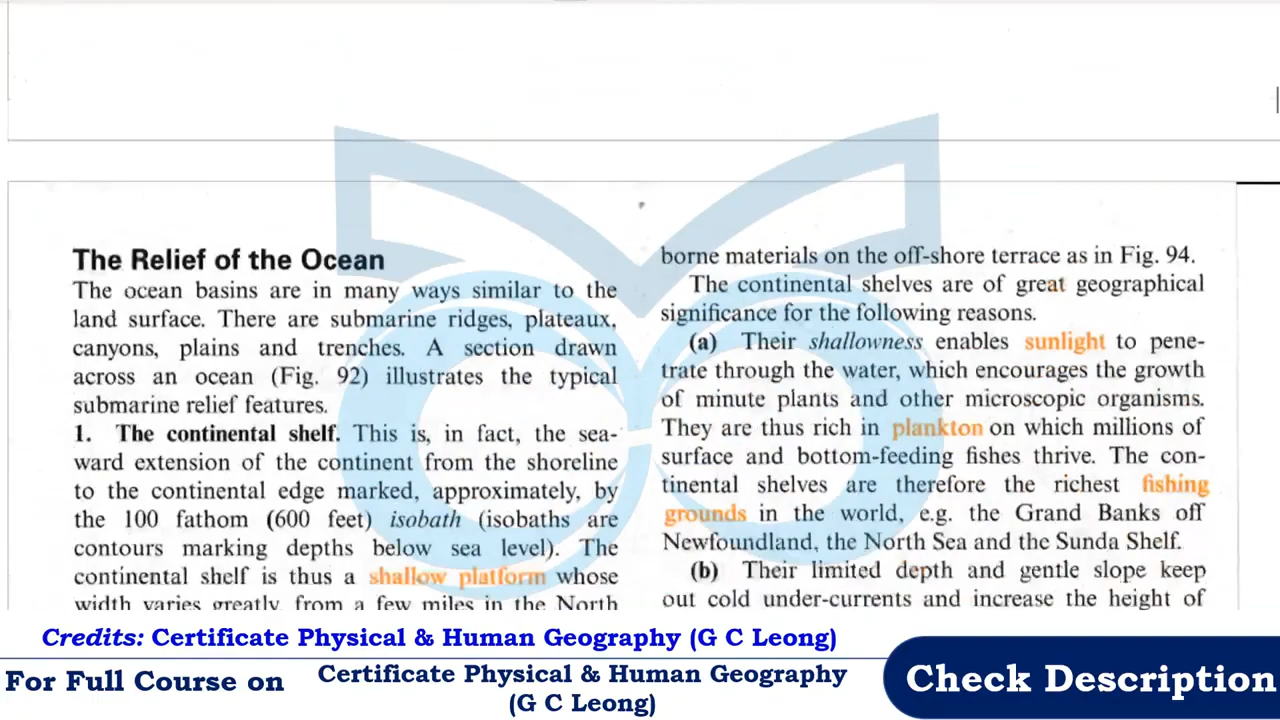 The Relief of the Ocean
The ocean basins are in many ways similar to the
land surface. There are submarine ridges, plateaux,
canyons, plains and trenches. A section drawn
across an ocean (Fig. 92) illustrates the typical
submarine relief features.
1. The continental shelf. This is, in fact, the sea-
ward extension of the continent from the shoreline
to the continental edge marked, approximately, by
the 100 fathom (600 feet) isobath (isobaths are
contours marking depths below sea level). The
continental shelf is thus a shallow platform whose
width varies greatly, from a few miles in the North
borne materials on the off-shore terrace as in Fig. 94.
The continental shelves are of great geographical
significance for the following reasons.
(a) Their shallowness enables sunlight to pene-
trate through the water, which encourages the growth
of minute plants and other microscopic organisms.
They are thus rich in plankton on which millions of
surface and bottom-feeding fishes thrive. The con-
tinental shelves are therefore the richest fishing
grounds in the world, e.g. the Grand Banks off
Newfoundland, the North Sea and the Sunda Shelf.
(b) Their limited depth and gentle slope keep
out cold under-currents and increase the height of
Credits: Certificate Physical & Human Geography (G C Leong)
For Full Course on
Certificate Physical & Human Geography
(G C Leong)
Check Description